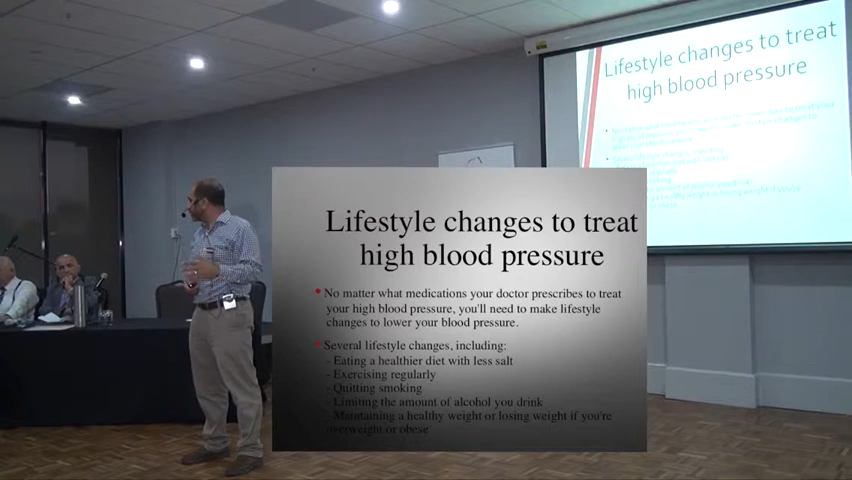 Lifestyle changes to treat
high blood pressure
Lifestyle changes to treat
high blood pressure
• No matter what medications your doctor prescribes to treat
your high blood pressure, you'll need to make lifestyle
changes to lower your blood pressure.
• Several lifestyle changes, including:
- Eating a healthier diet with less salt
- Exercising regularly
- Quitting smoking
- Limiting the amount of alcohol you drink
- Maintaining a healthy weight or losing weight if you're
overweight or obese